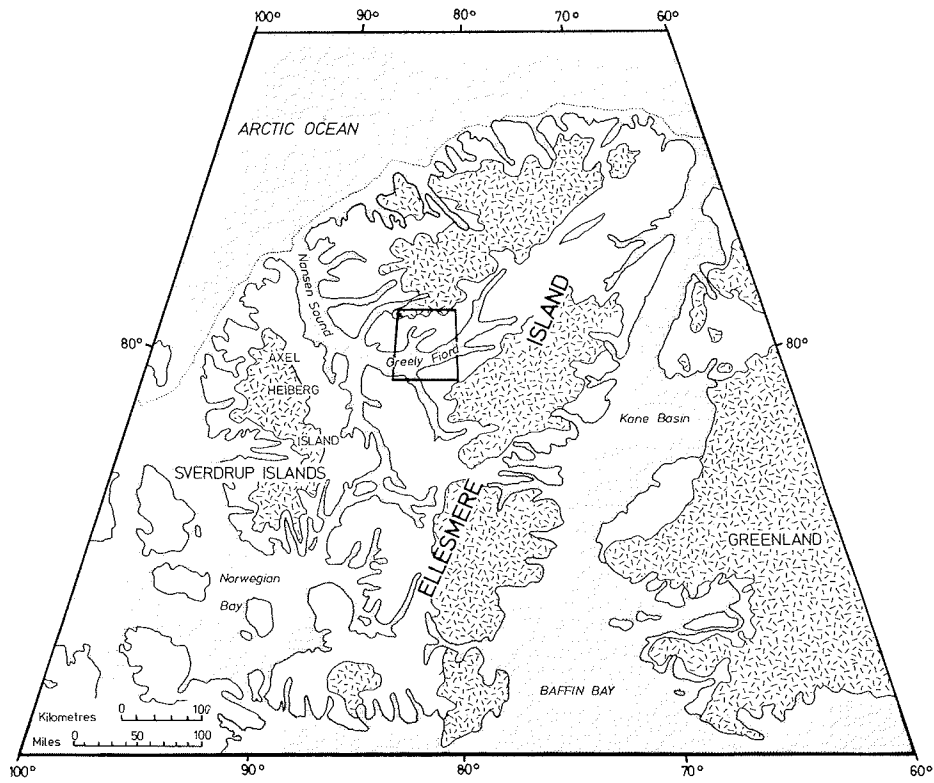 100° 90° 80° 70° 60°
ARCTIC OCEAN
Nansen Sound
ISLAND
80° 80°
Greely Fiord
AXEL
HEIBERG
ISLAND
Kane Basin
SVERDRUP ISLANDS
ELLESMERE
GREENLAND
Norwegian
Bay
BAFFIN BAY
Kilometres 0 100
Miles 0 50 100
100° 90° 80° 70° 60°